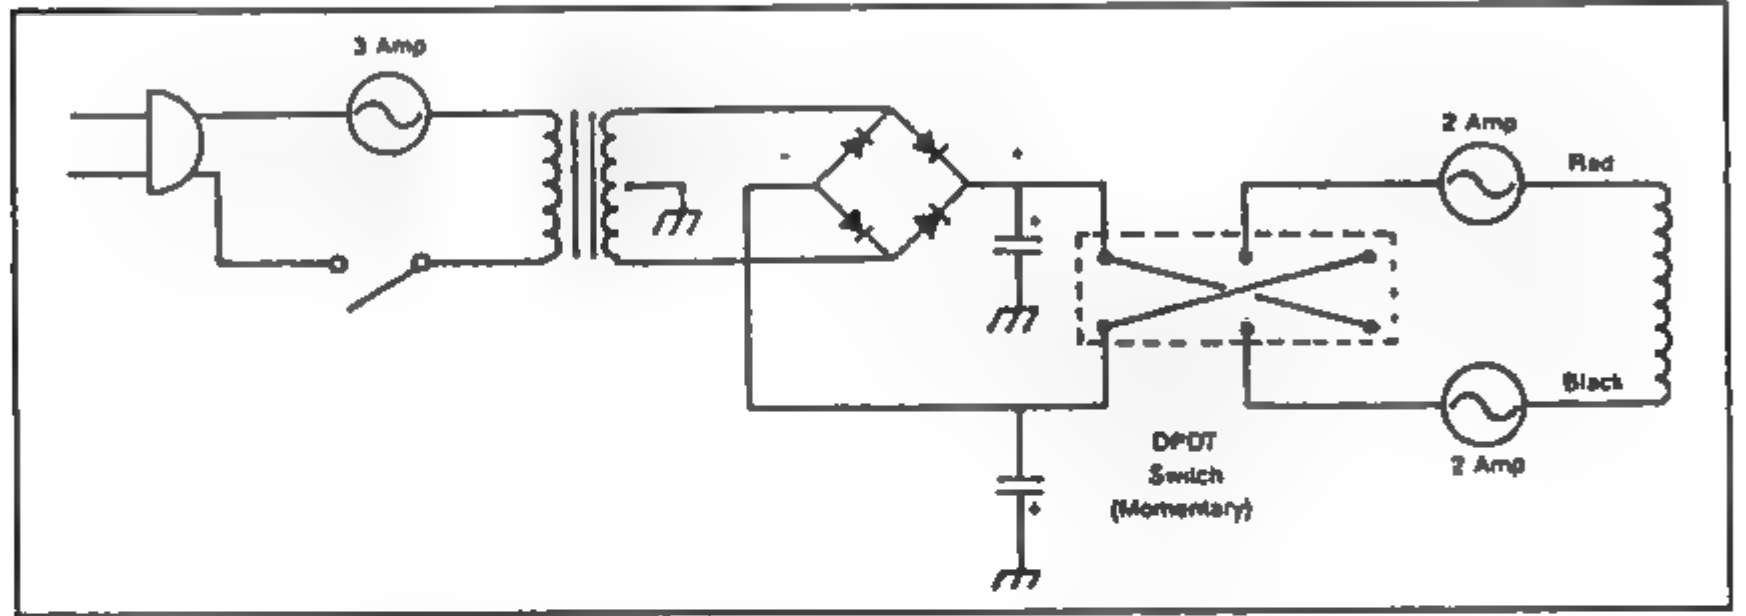 3 Amp
2 Amp
Red
-
+
+
Black
2 Amp
DPDT
Switch
(Momentary)
+